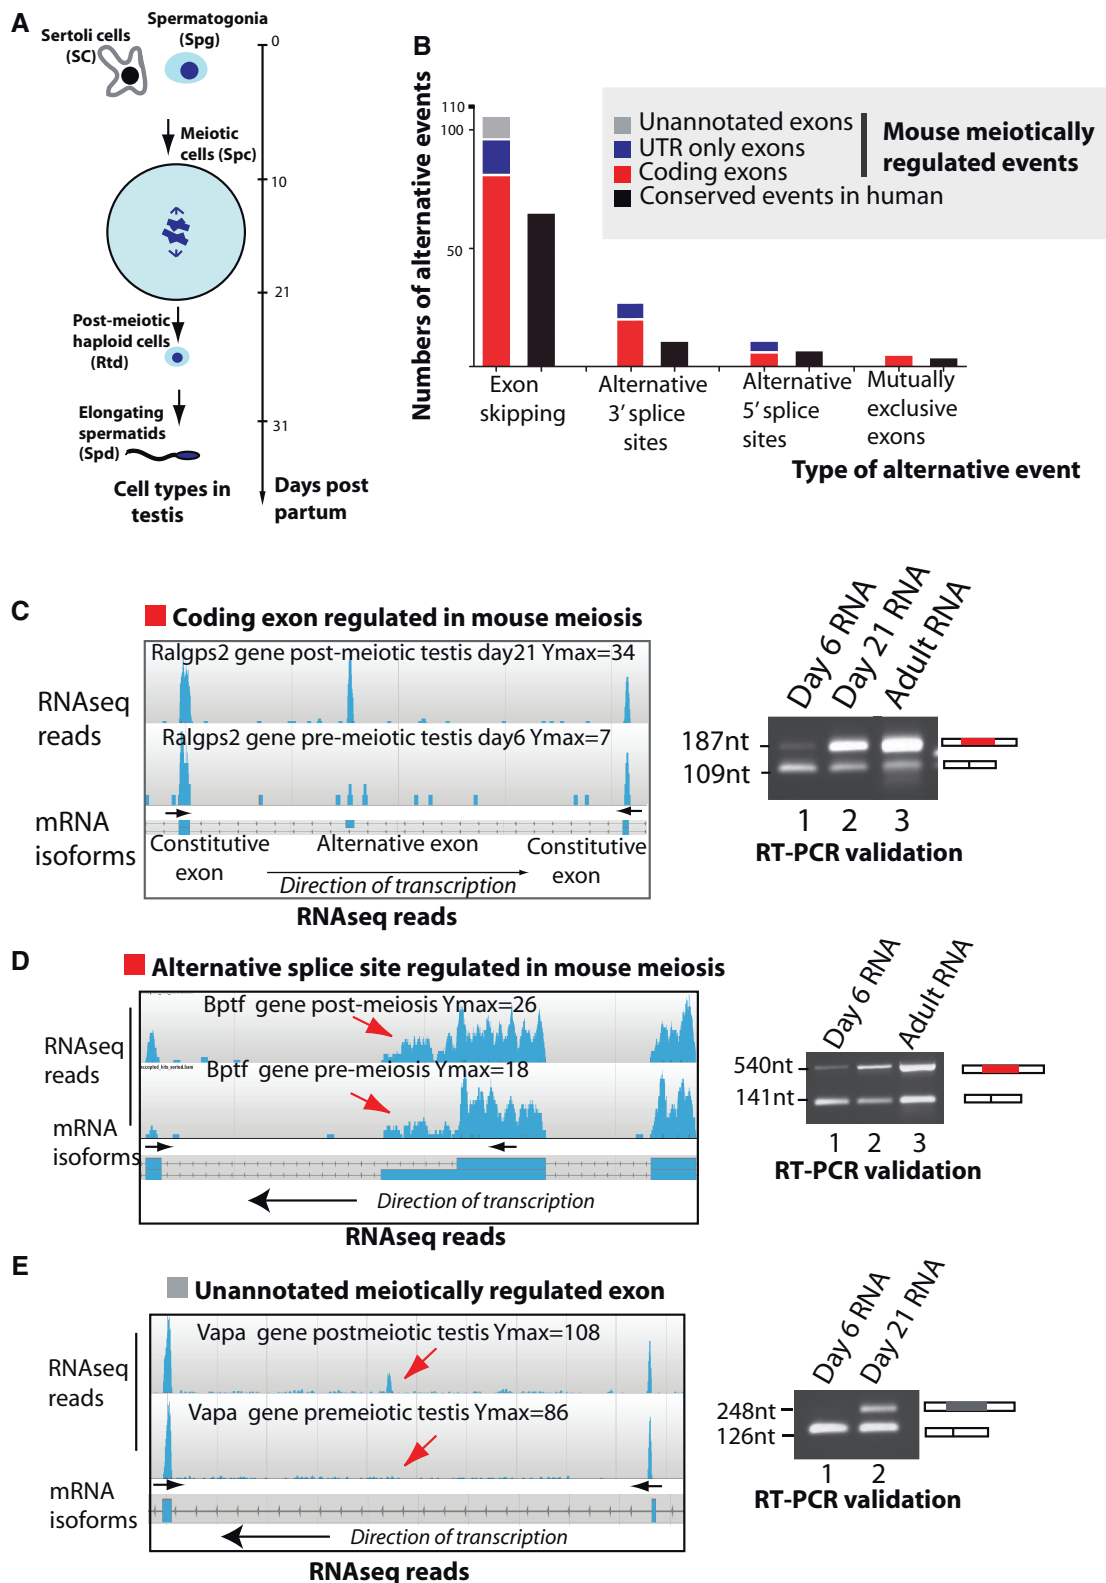 A
Sertoli cells
(SC)
Spermatogonia
(Spg)
0
Meiotic
cells (Spc)
10
21
Post-meiotic
haploid cells
(Rtd)
31
Elongating
spermatids
(Spd)
Cell types in
testis
Days post
partum
B
Numbers of alternative events
110
100
50
Unannotated exons
UTR only exons
Coding exons
Conserved events in human
Mouse meiotically
regulated events
Exon
skipping
Alternative
3' splice
sites
Alternative
5' splice
sites
Mutually
exclusive
exons
Type of alternative event
C
Coding exon regulated in mouse meiosis
RNAseq
reads
Ralgps2 gene post-meiotic testis day21 Ymax=34
Ralgps2 gene pre-meiotic testis day6 Ymax=7
mRNA
isoforms
Constitutive
exon
Alternative exon
Constitutive
exon
Direction of transcription
RNAseq reads
Day 6 RNA
Day 21 RNA
Adult RNA
187nt
109nt
1 2 3
RT-PCR validation
D
Alternative splice site regulated in mouse meiosis
RNAseq
reads
Bptf gene post-meiosis Ymax=26
accepted_hits_sorted.bam
Bptf gene pre-meiosis Ymax=18
mRNA
isoforms
Direction of transcription
RNAseq reads
Day 6 RNA
Adult RNA
540nt
141nt
1 2 3
RT-PCR validation
E
Unannotated meiotically regulated exon
RNAseq
reads
Vapa gene postmeiotic testis Ymax=108
Vapa gene premeiotic testis Ymax=86
mRNA
isoforms
Direction of transcription
RNAseq reads
Day 6 RNA
Day 21 RNA
248nt
126nt
1 2
RT-PCR validation